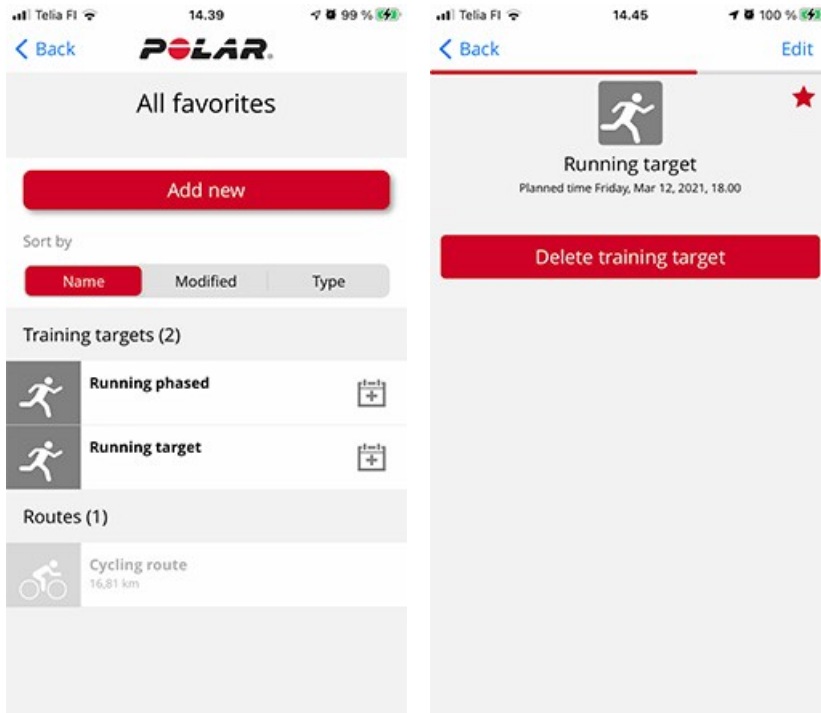 Telia FI 14.39 99 %
Back POLAR.
All favorites
Add new
Sort by
Name Modified Type
Training targets (2)
Running phased
Running target
Routes (1)
Cycling route
16,81 km
Telia FI 14.45 100 %
Back Edit
Running target
Planned time Friday, Mar 12, 2021, 18.00
Delete training target